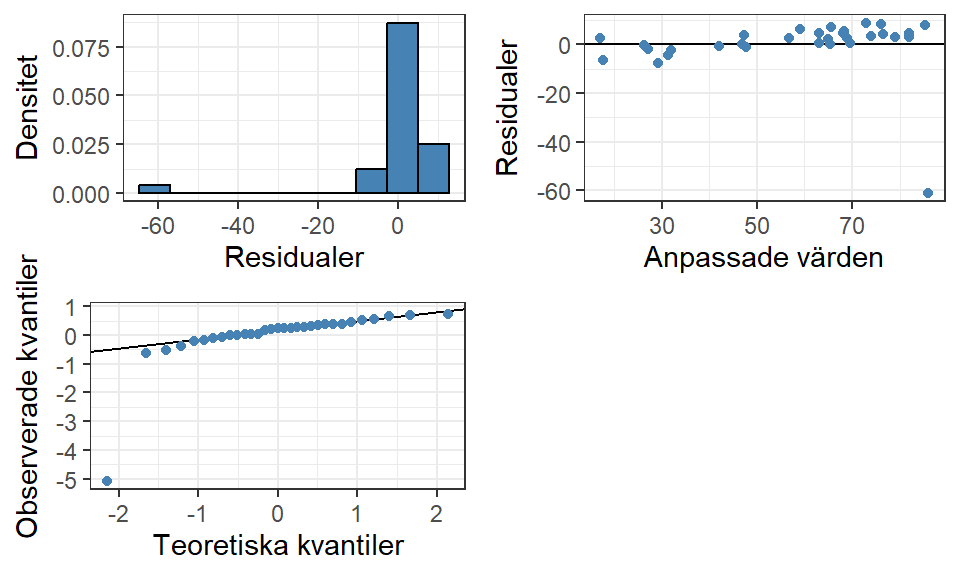 Densitet
0.075
0.050
0.025
0.000
-60 -40 -20 0
Residualer
Residualer
0
-20
-40
-60
30 50 70
Anpassade värden
Observerade kvantiler
1
0
-1
-2
-3
-4
-5
-2 -1 0 1 2
Teoretiska kvantiler